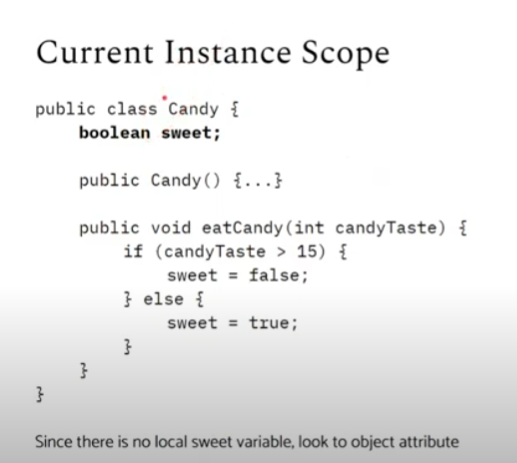 Current Instance Scope
public class Candy {
    boolean sweet;

    public Candy() {...}

    public void eatCandy(int candyTaste) {
        if (candyTaste > 15) {
            sweet = false;
        } else {
            sweet = true;
        }
    }
}
Since there is no local sweet variable, look to object attribute